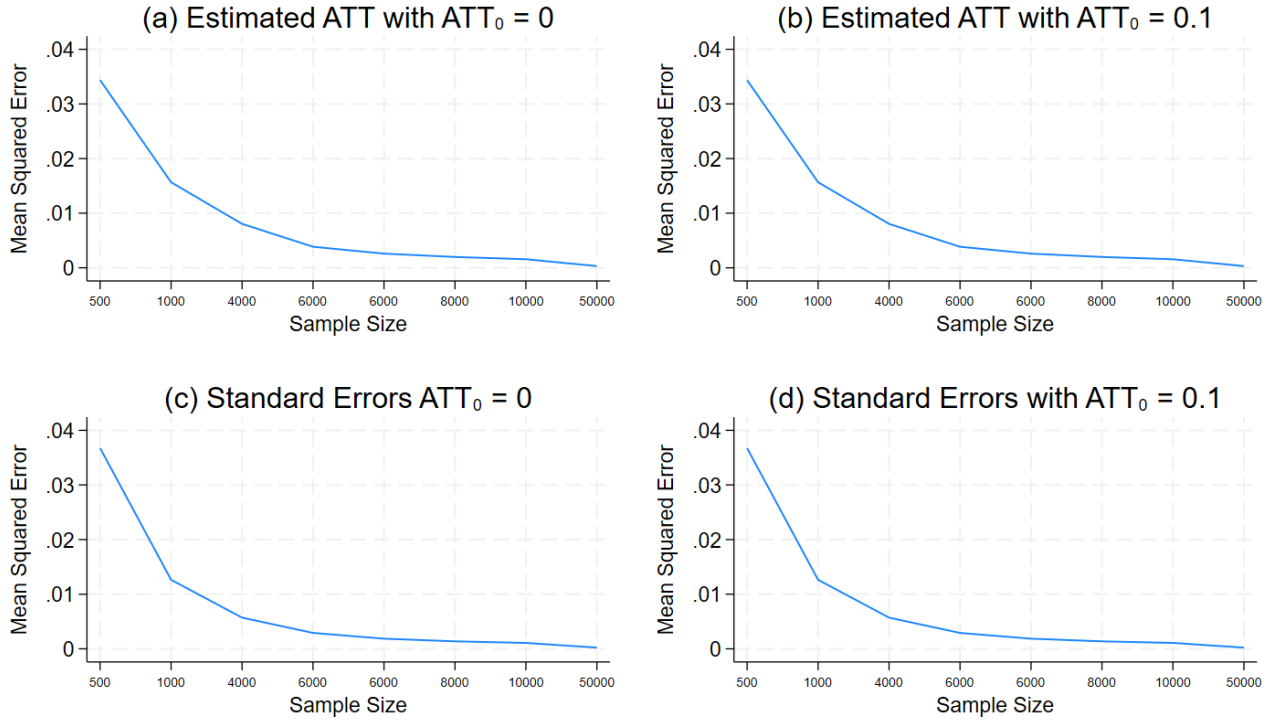 (a) Estimated ATT with ATT₀ = 0
Mean Squared Error
.04
.03
.02
.01
0
500 1000 4000 6000 6000 8000 10000 50000
Sample Size
(b) Estimated ATT with ATT₀ = 0.1
Mean Squared Error
.04
.03
.02
.01
0
500 1000 4000 6000 6000 8000 10000 50000
Sample Size
(c) Standard Errors ATT₀ = 0
Mean Squared Error
.04
.03
.02
.01
0
500 1000 4000 6000 6000 8000 10000 50000
Sample Size
(d) Standard Errors with ATT₀ = 0.1
Mean Squared Error
.04
.03
.02
.01
0
500 1000 4000 6000 6000 8000 10000 50000
Sample Size